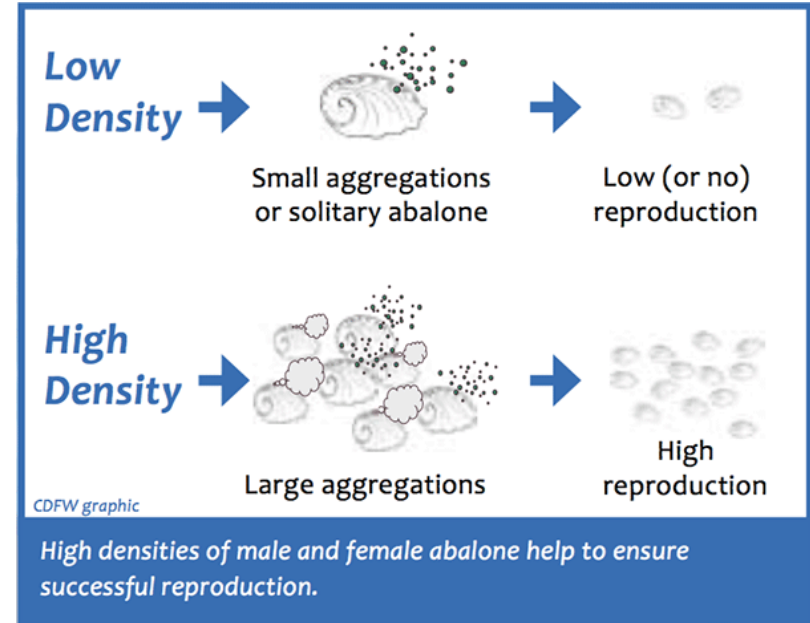 Low
Density
Small aggregations
or solitary abalone
Low (or no)
reproduction
High
Density
Large aggregations
High
reproduction
CDFW graphic
High densities of male and female abalone help to ensure
successful reproduction.